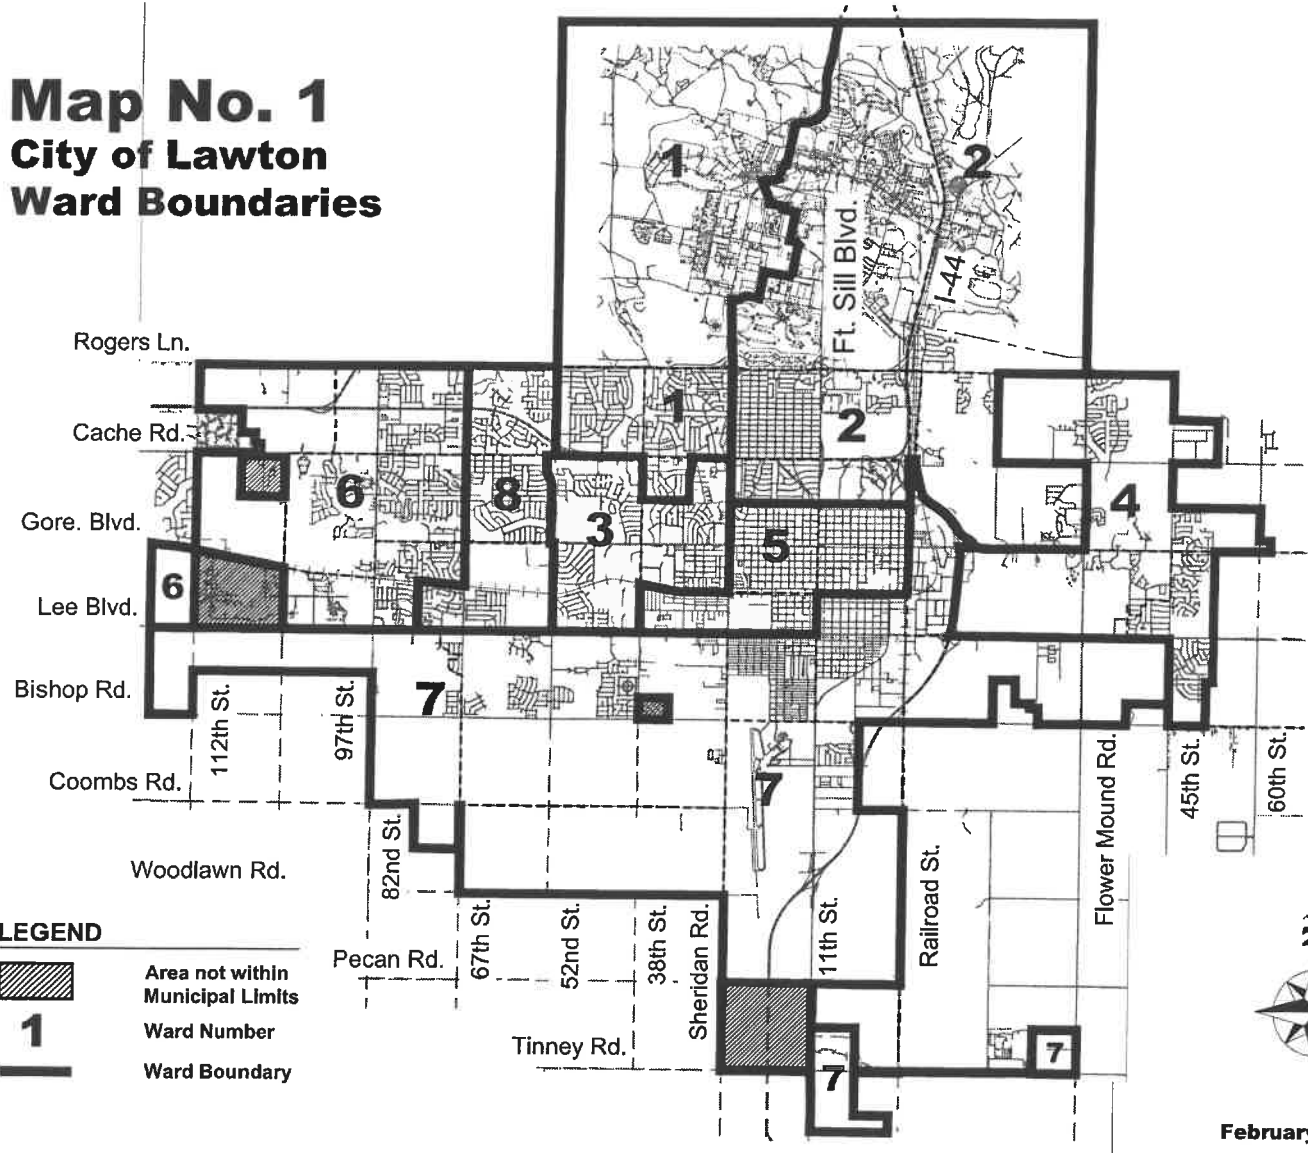 Map No. 1
City of Lawton
Ward Boundaries
1
2
Ft. Sill Blvd.
I-44
Rogers Ln.
1
2
Cache Rd.
6
8
3
5
4
Gore. Blvd.
6
Lee Blvd.
Bishop Rd.
7
112th St.
97th St.
Coombs Rd.
7
Flower Mound Rd.
45th St.
60th St.
82nd St.
Woodlawn Rd.
67th St.
52nd St.
38th St.
Sheridan Rd.
11th St.
Railroad St.
LEGEND
Pecan Rd.
Area not within
Municipal Limits
1
Ward Number
Tinney Rd.
7
7
Ward Boundary
February